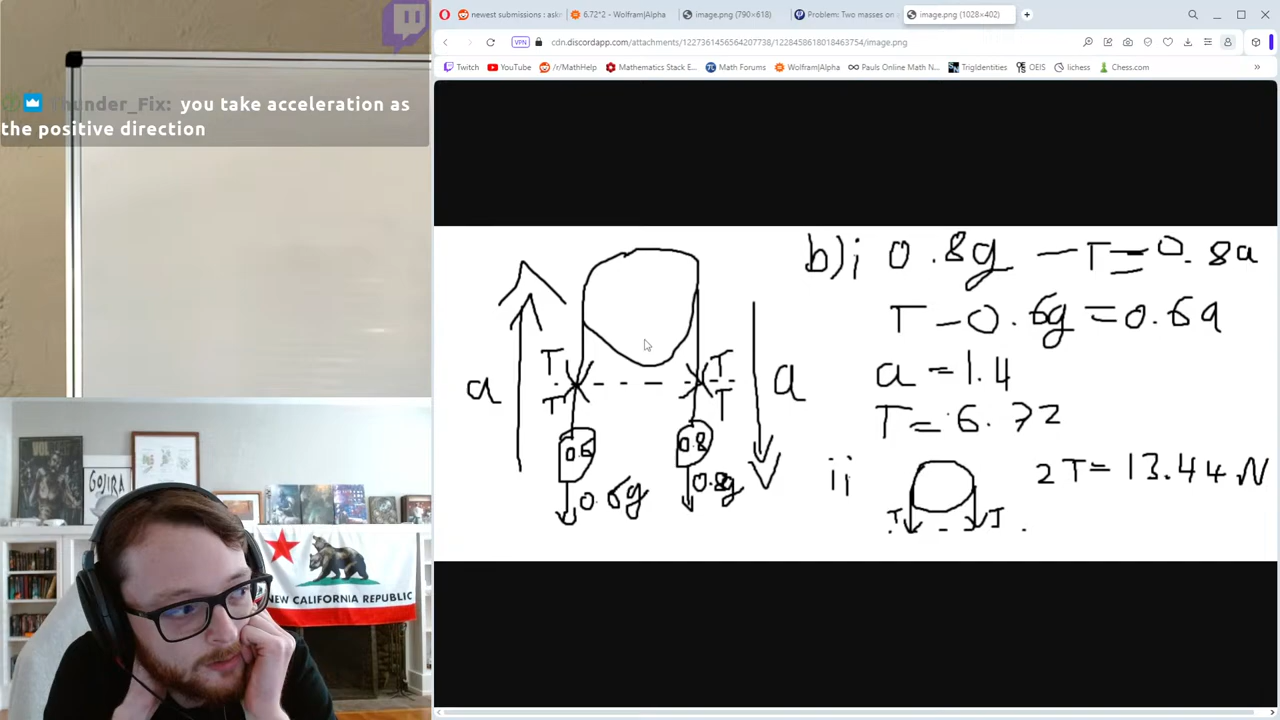 Thunder_Fix: you take acceleration as
the positive direction
newest submissions : ask
6.72*2 - Wolfram|Alpha
image.png (790×618)
Problem: Two masses on
image.png (1028×402)
VPN
cdn.discordapp.com/attachments/1227361456564207738/1228458618018463754/image.png
Twitch
YouTube
/r/MathHelp
Mathematics Stack E...
Math Forums
Wolfram|Alpha
Pauls Online Math N...
TrigIdentities
OEIS
lichess
Chess.com
b)i 0.8g - T = 0.8a
T - 0.6g = 0.6a
a = 1.4
T = 6.72
ii
2T = 13.44 N
T
T
a
T
T
T
T
a
0.6
0.8
0.6g
0.8g
VOL
GOJIRA
NEW CALIFORNIA REPUBLIC